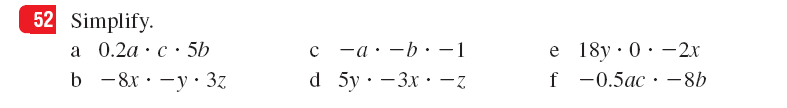 52 Simplify.
a 0.2a · c · 5b c −a · −b · −1 e 18y · 0 · −2x
b −8x · −y · 3z d 5y · −3x · −z f −0.5ac · −8b